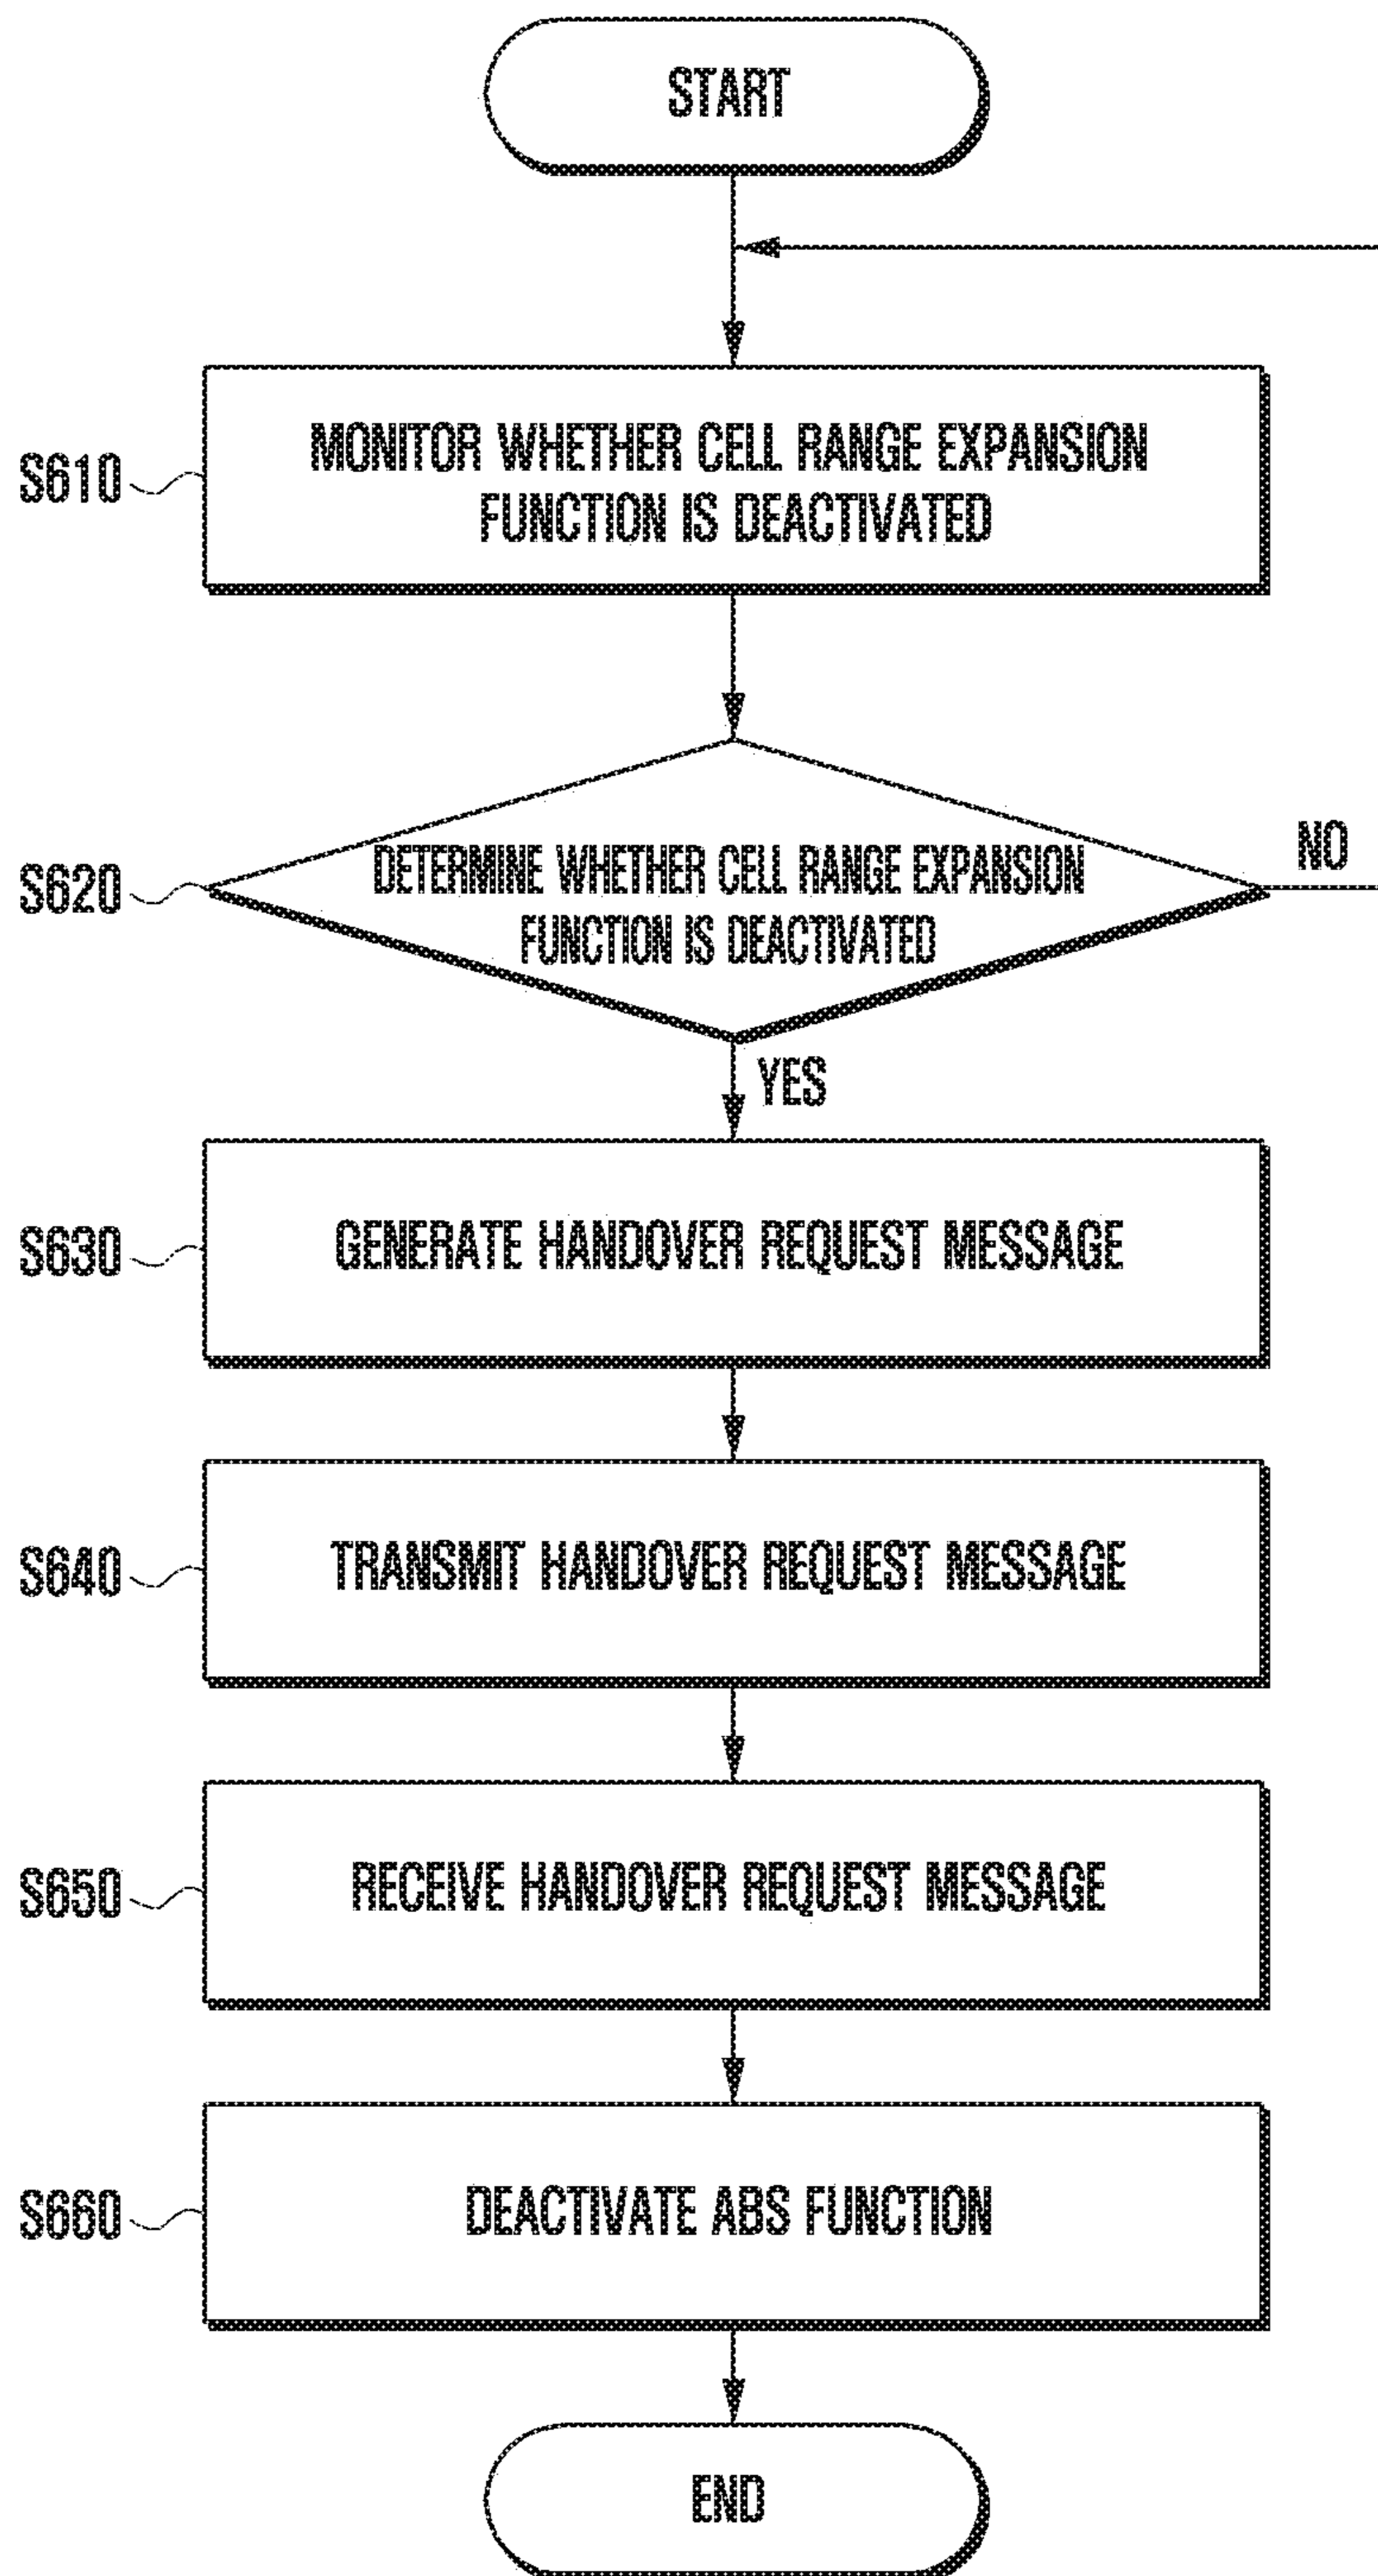 START
S610
MONITOR WHETHER CELL RANGE EXPANSION
FUNCTION IS DEACTIVATED
S620
DETERMINE WHETHER CELL RANGE EXPANSION
FUNCTION IS DEACTIVATED
NO
YES
S630
GENERATE HANDOVER REQUEST MESSAGE
S640
TRANSMIT HANDOVER REQUEST MESSAGE
S650
RECEIVE HANDOVER REQUEST MESSAGE
S660
DEACTIVATE ABS FUNCTION
END